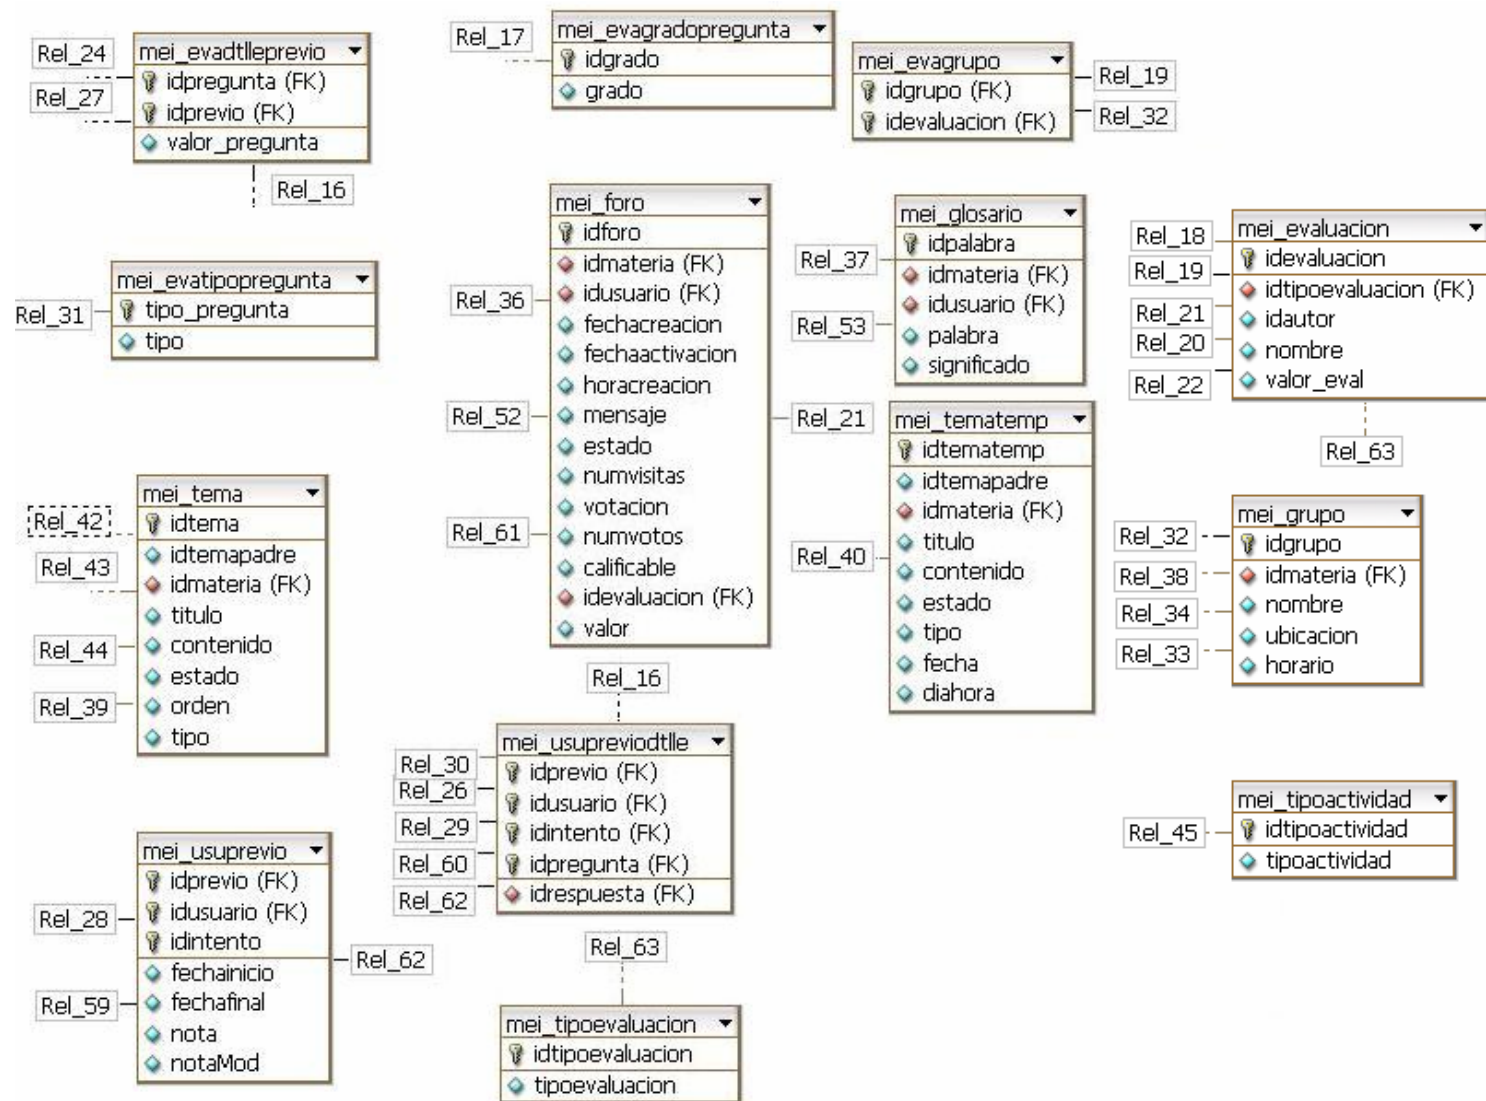 Rel_24
Rel_27
mei_evadtlleprevio
idpregunta (FK)
idprevio (FK)
valor_pregunta
Rel_16
Rel_17
mei_evagradopregunta
idgrado
grado
mei_evagrupo
idgrupo (FK)
idevaluacion (FK)
Rel_19
Rel_32
Rel_31
mei_evatipopregunta
tipo_pregunta
tipo
Rel_36
Rel_52
Rel_61
mei_foro
idforo
idmateria (FK)
idusuario (FK)
fechacreacion
fechaactivacion
horacreacion
mensaje
estado
numvisitas
votacion
numvotos
calificable
idevaluacion (FK)
valor
Rel_21
Rel_37
Rel_53
mei_glosario
idpalabra
idmateria (FK)
idusuario (FK)
palabra
significado
Rel_18
Rel_19
Rel_21
Rel_20
Rel_22
mei_evaluacion
idevaluacion
idtipoevaluacion (FK)
idautor
nombre
valor_eval
Rel_63
Rel_42
Rel_43
Rel_44
Rel_39
mei_tema
idtema
idtemapadre
idmateria (FK)
titulo
contenido
estado
orden
tipo
Rel_40
mei_tematemp
idtematemp
idtemapadre
idmateria (FK)
titulo
contenido
estado
tipo
fecha
diahora
Rel_32
Rel_38
Rel_34
Rel_33
mei_grupo
idgrupo
idmateria (FK)
nombre
ubicacion
horario
Rel_16
Rel_30
Rel_26
Rel_29
Rel_60
Rel_62
mei_usupreviodtlle
idprevio (FK)
idusuario (FK)
idintento (FK)
idpregunta (FK)
idrespuesta (FK)
Rel_45
mei_tipoactividad
idtipoactividad
tipoactividad
Rel_28
Rel_59
mei_usuprevio
idprevio (FK)
idusuario (FK)
idintento
fechainicio
fechafinal
nota
notaMod
Rel_62
Rel_63
mei_tipoevaluacion
idtipoevaluacion
tipoevaluacion